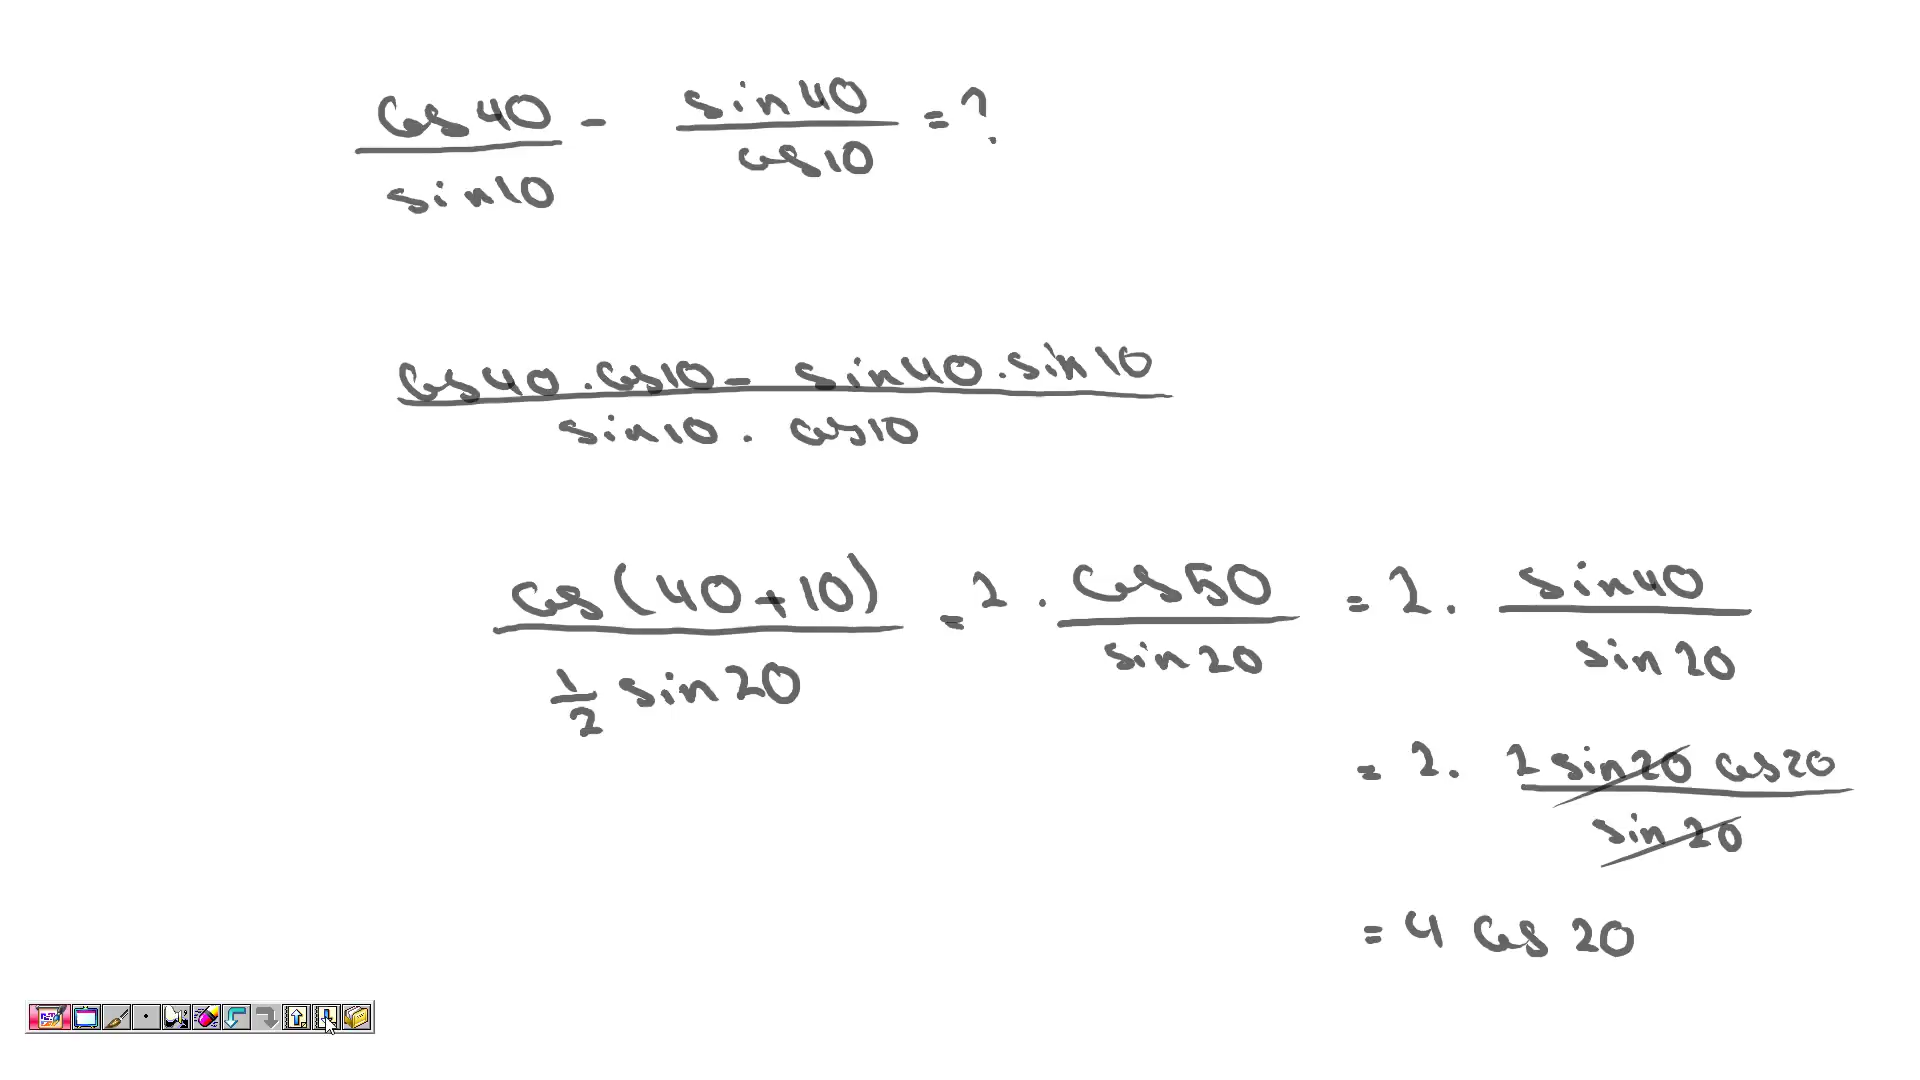 cos40/sin10 - sin40/cos10 = ?
cos40.cos10 - sin40.sin10 / sin10 . cos10
cos(40+10) / 1/2 sin20 = 2 . cos50/sin20 = 2 . sin40/sin20
= 2 . 2 sin20 cos20 / sin20
= 4 cos 20